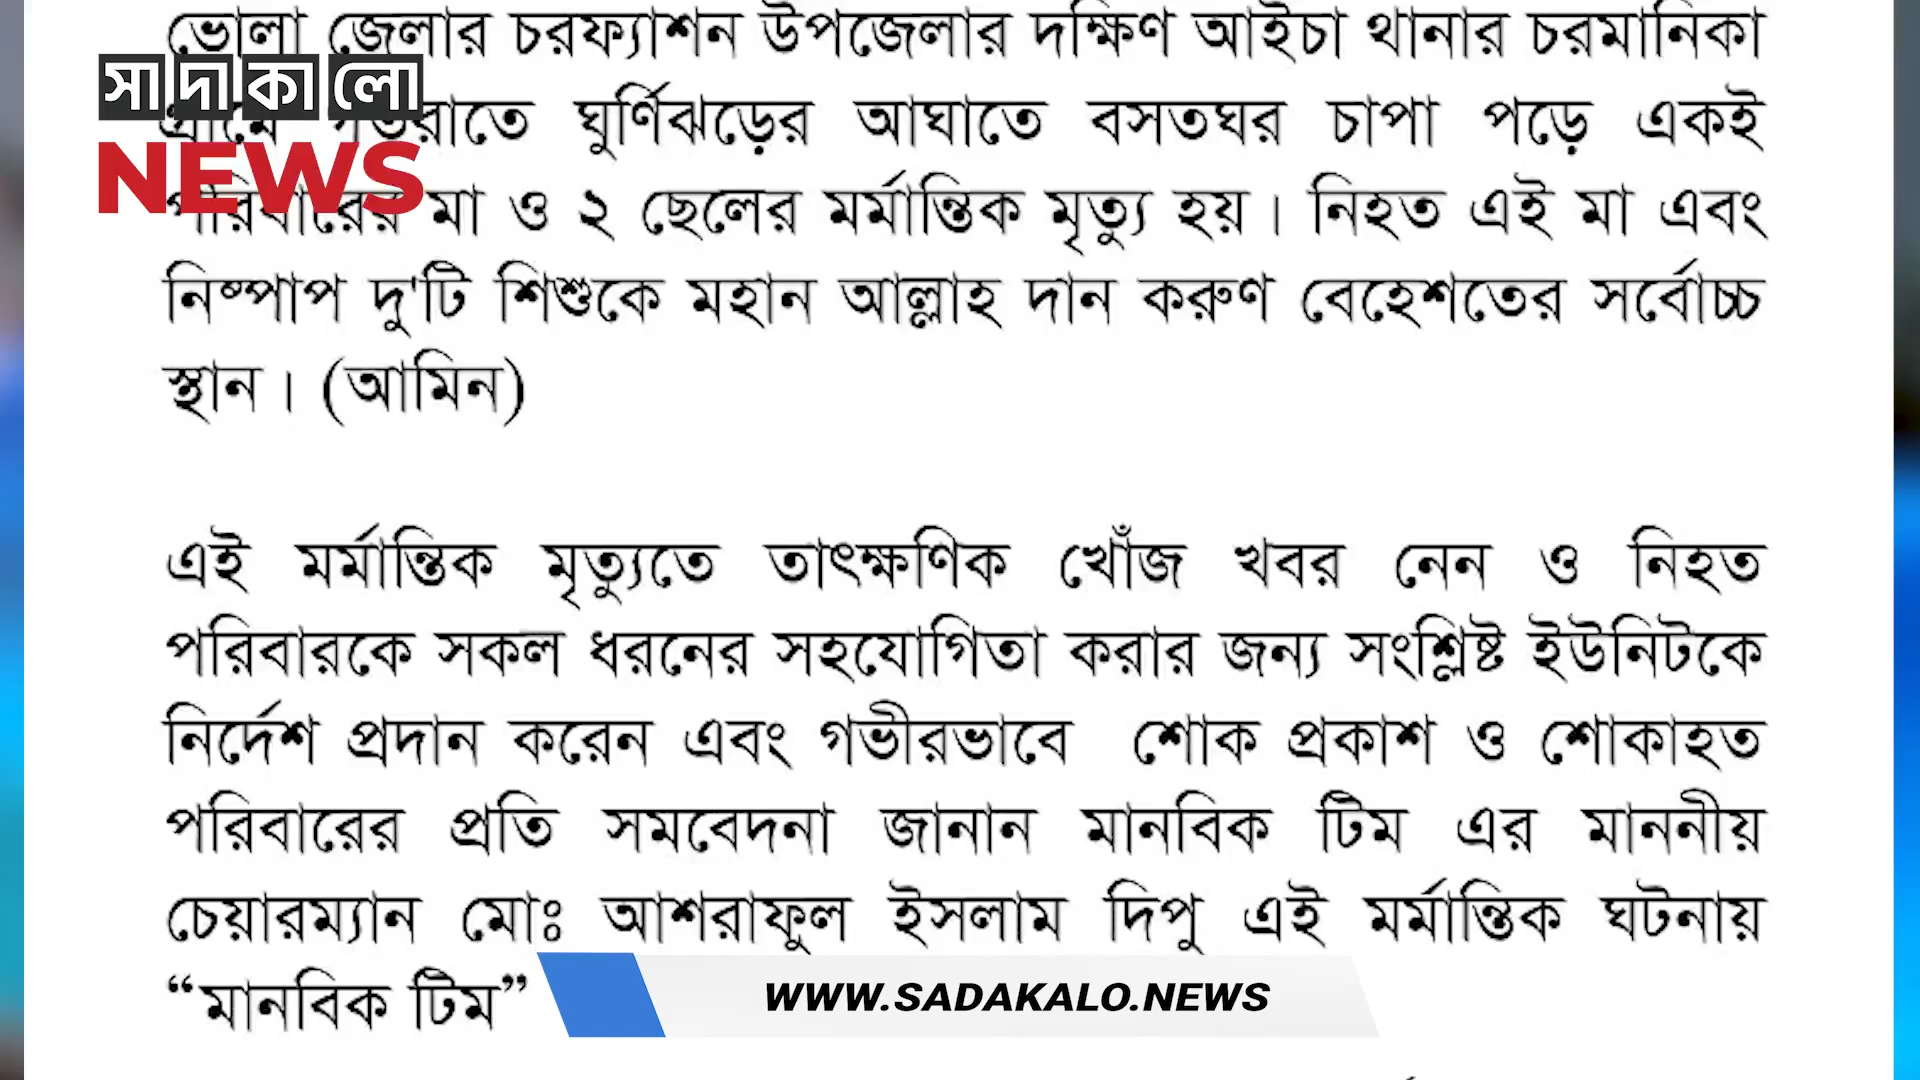 ভোলা জেলার চরফ্যাশন উপজেলার দক্ষিণ আইচা থানার চরমানিকা
সাদাকালো
গ্রামে গতরাতে ঘুর্ণিঝড়ের আঘাতে বসতঘর চাপা পড়ে একই
NEWS
পরিবারের মা ও ২ ছেলের মর্মান্তিক মৃত্যু হয়। নিহত এই মা এবং
নিষ্পাপ দু'টি শিশুকে মহান আল্লাহ দান করুণ বেহেশতের সর্বোচ্চ
স্থান। (আমিন)
এই মর্মান্তিক মৃত্যুতে তাৎক্ষণিক খোঁজ খবর নেন ও নিহত
পরিবারকে সকল ধরনের সহযোগিতা করার জন্য সংশ্লিষ্ট ইউনিটকে
নির্দেশ প্রদান করেন এবং গভীরভাবে শোক প্রকাশ ও শোকাহত
পরিবারের প্রতি সমবেদনা জানান মানবিক টিম এর মাননীয়
চেয়ারম্যান মোঃ আশরাফুল ইসলাম দিপু এই মর্মান্তিক ঘটনায়
“মানবিক টিম”
WWW.SADAKALO.NEWS